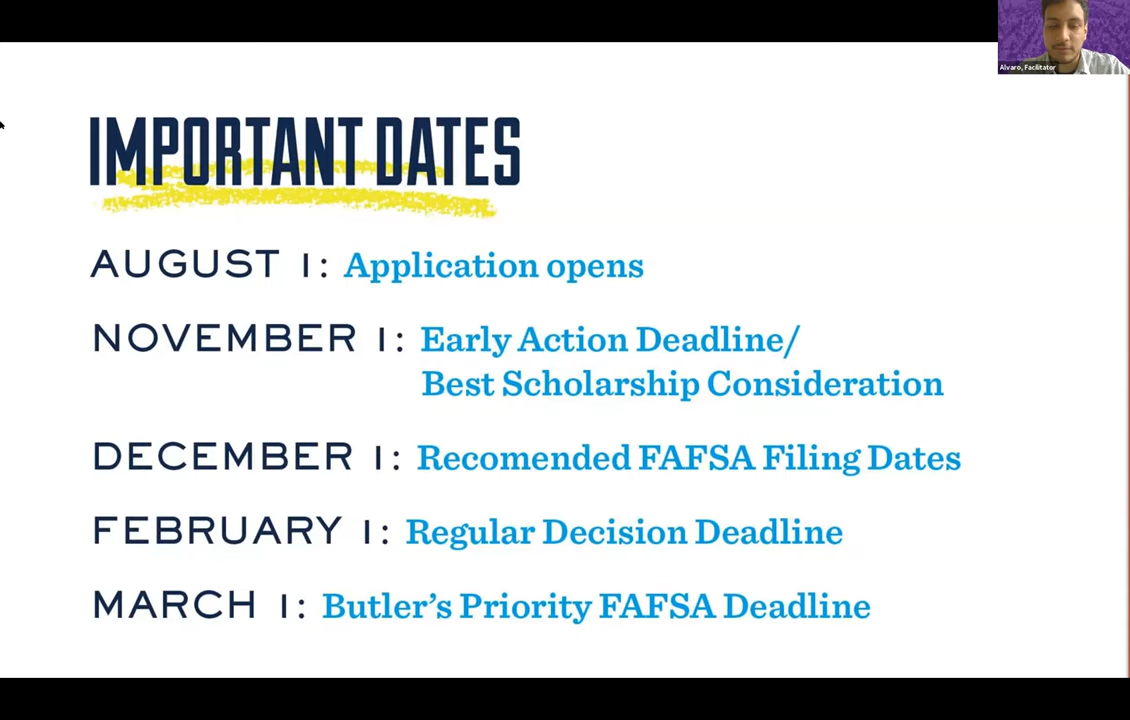 Alvaro, Facilitator
IMPORTANT DATES
AUGUST 1: Application opens
NOVEMBER 1: Early Action Deadline/
Best Scholarship Consideration
DECEMBER 1: Recomended FAFSA Filing Dates
FEBRUARY 1: Regular Decision Deadline
MARCH 1: Butler’s Priority FAFSA Deadline